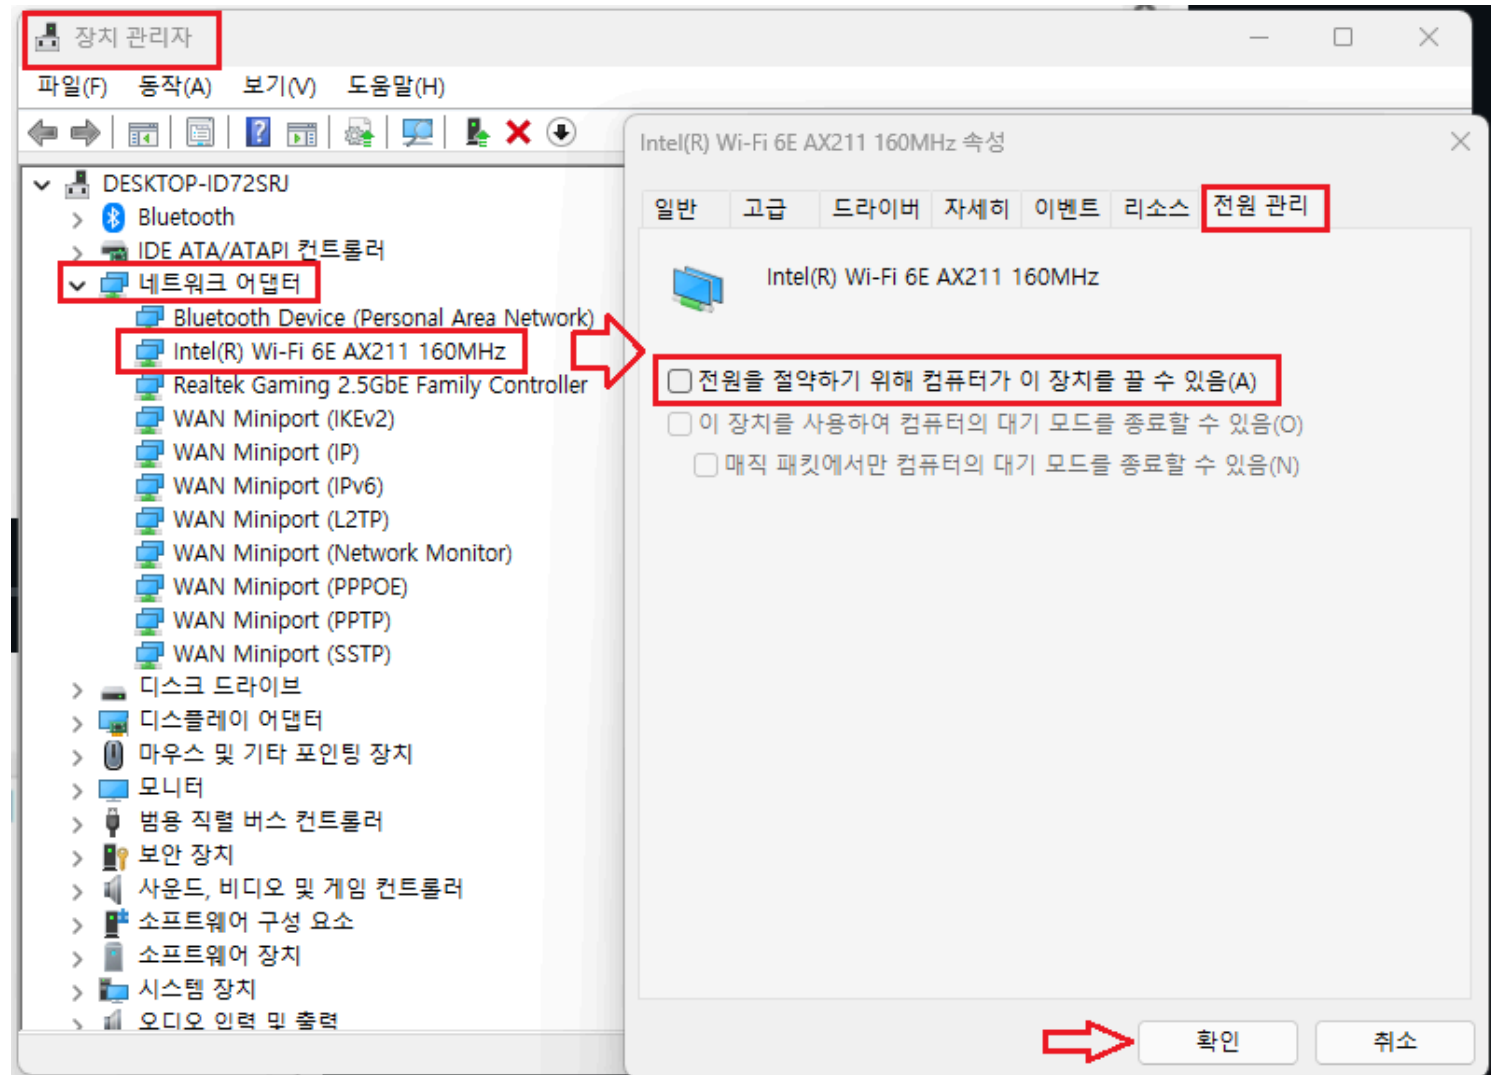 장치 관리자
파일(F) 동작(A) 보기(V) 도움말(H)
DESKTOP-ID72SRJ
Bluetooth
IDE ATA/ATAPI 컨트롤러
네트워크 어댑터
Bluetooth Device (Personal Area Network)
Intel(R) Wi-Fi 6E AX211 160MHz
Realtek Gaming 2.5GbE Family Controller
WAN Miniport (IKEv2)
WAN Miniport (IP)
WAN Miniport (IPv6)
WAN Miniport (L2TP)
WAN Miniport (Network Monitor)
WAN Miniport (PPPOE)
WAN Miniport (PPTP)
WAN Miniport (SSTP)
디스크 드라이브
디스플레이 어댑터
마우스 및 기타 포인팅 장치
모니터
범용 직렬 버스 컨트롤러
보안 장치
사운드, 비디오 및 게임 컨트롤러
소프트웨어 구성 요소
소프트웨어 장치
시스템 장치
오디오 입력 및 출력
Intel(R) Wi-Fi 6E AX211 160MHz 속성
일반 고급 드라이버 자세히 이벤트 리소스 전원 관리
Intel(R) Wi-Fi 6E AX211 160MHz
전원을 절약하기 위해 컴퓨터가 이 장치를 끌 수 있음(A)
이 장치를 사용하여 컴퓨터의 대기 모드를 종료할 수 있음(O)
매직 패킷에서만 컴퓨터의 대기 모드를 종료할 수 있음(N)
확인 취소